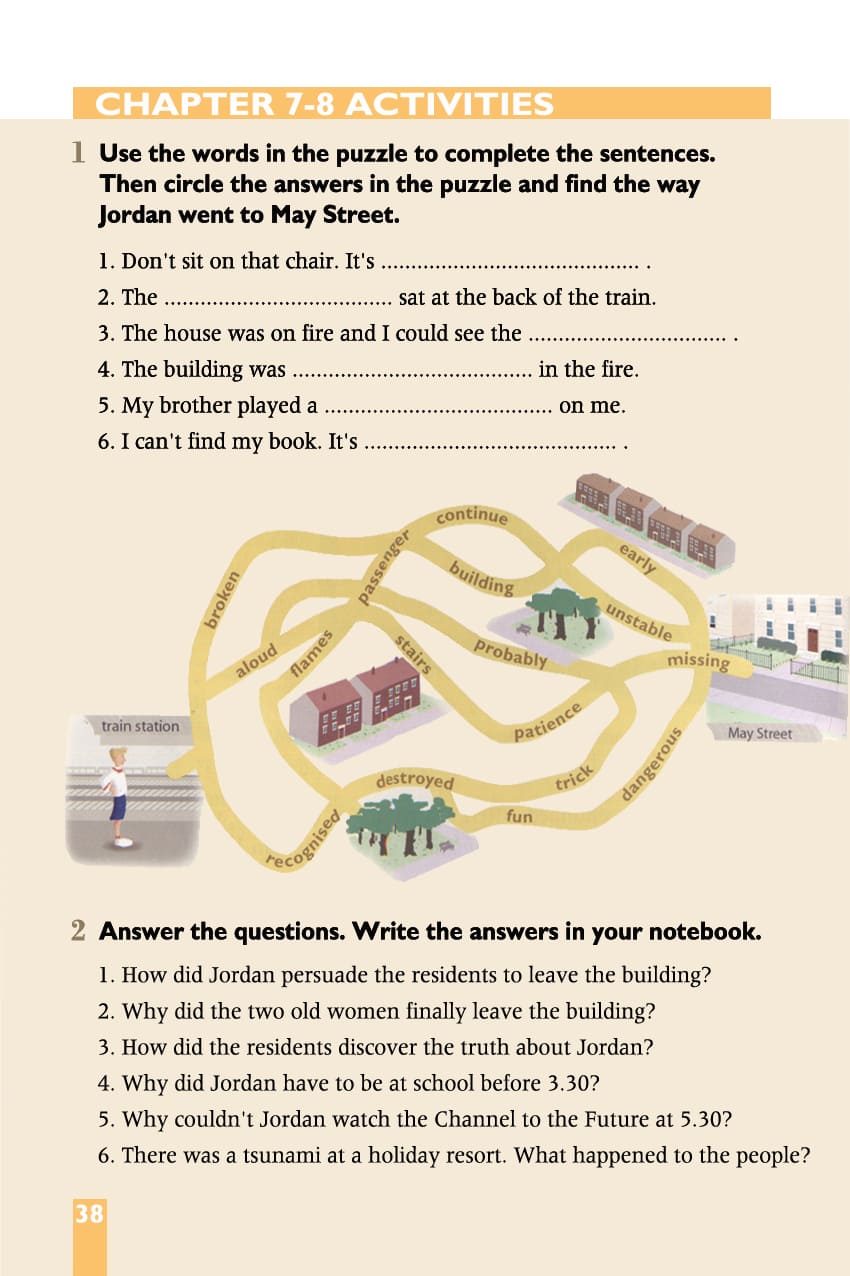 CHAPTER 7-8 ACTIVITIES
1 Use the words in the puzzle to complete the sentences.
Then circle the answers in the puzzle and find the way
Jordan went to May Street.
1. Don't sit on that chair. It's ........................................... .
2. The ...................................... sat at the back of the train.
3. The house was on fire and I could see the ................................. .
4. The building was ........................................ in the fire.
5. My brother played a ...................................... on me.
6. I can't find my book. It's .......................................... .
continue
passenger
early
building
broken
unstable
aloud
flames
stairs
probably
missing
train station
patience
May Street
destroyed
trick
dangerous
fun
recognised
2 Answer the questions. Write the answers in your notebook.
1. How did Jordan persuade the residents to leave the building?
2. Why did the two old women finally leave the building?
3. How did the residents discover the truth about Jordan?
4. Why did Jordan have to be at school before 3.30?
5. Why couldn't Jordan watch the Channel to the Future at 5.30?
6. There was a tsunami at a holiday resort. What happened to the people?
38